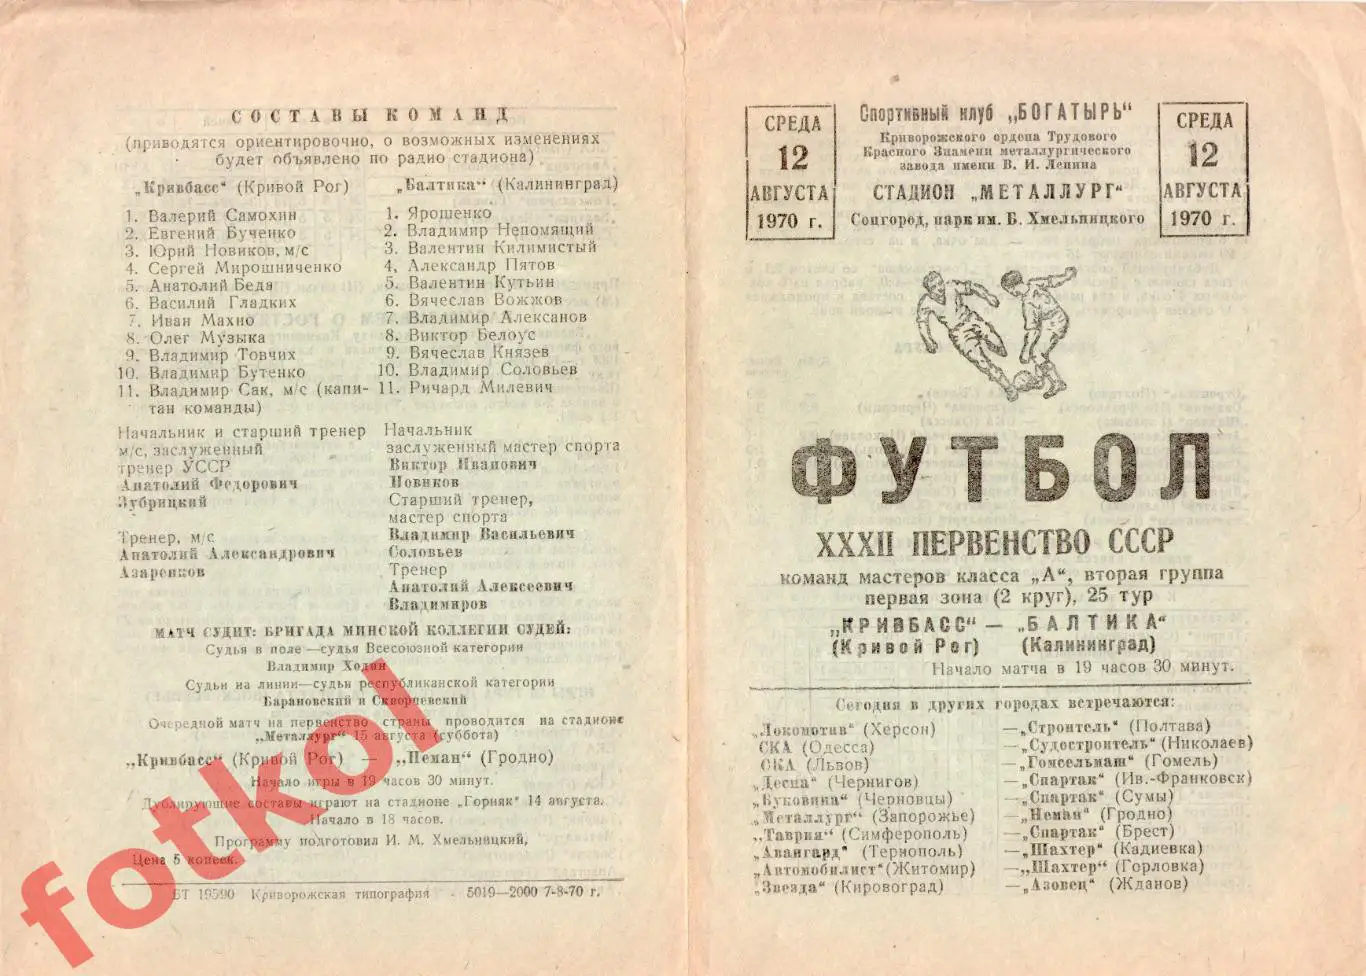 СОСТАВЫ КОМАНД
(приводятся ориентировочно, о возможных изменениях
будет объявлено по радио стадиона)
„Кривбасс“ (Кривой Рог)
1. Валерий Самохин
2. Евгений Бученко
3. Юрий Новиков, м/с
4. Сергей Мирошниченко
5. Анатолий Беда
6. Василий Гладких
7. Иван Махно
8. Олег Музыка
9. Владимир Товчих
10. Владимир Бутенко
11. Владимир Сак, м/с (капи-
тан команды)
Начальник и старший тренер
м/с, заслуженный
тренер УССР
Анатолий Федорович
Зубрицкий
Тренер, м/с
Анатолий Александрович
Азаренков
„Балтика“ (Калининград)
1. Ярошенко
2. Владимир Непомящий
3. Валентин Килимистый
4, Александр Пятов
5. Валентин Кутьин
6. Вячеслав Вожжов
7. Владимир Алексанов
8. Виктор Белоус
9. Вячеслав Князев
10. Владимир Соловьев
11. Ричард Милевич
Начальник
заслуженный мастер спорта
Виктор Иванович
Новиков
Старший тренер,
мастер спорта
Владимир Васильевич
Соловьев
Тренер
Анатолий Алексеевич
Владимиров
МАТЧ СУДИТ: БРИГАДА МИНСКОЙ КОЛЛЕГИИ СУДЕЙ:
Судья в поле—судья Всесоюзной категории
Владимир Ходин
Судьи на линии—судьи республиканской категории
Барановский и Скворцевский
Очередной матч на первенство страны проводится на стадионе
„Металлург“ 15 августа (суббота)
„Кривбасс“ (Кривой Рог) — „Неман“ (Гродно)
Начало игры в 19 часов 30 минут.
Дублирующие составы играют на стадионе „Горняк“ 14 августа.
Начало в 18 часов.
Программу подготовил И. М. Хмельницкий,
Цена 5 копеек.
БТ 19590 Криворожская типография - 5019—2000 7-8-70 г.
fotkol
СРЕДА
12
АВГУСТА
1970 г.
Спортивный клуб „БОГАТЫРЬ“
Криворожского ордена Трудового
Красного Знамени металлургического
завода имени В. И. Ленина
СТАДИОН „МЕТАЛЛУРГ“
Соцгород, парк им. Б. Хмельницкого
СРЕДА
12
АВГУСТА
1970 г.
ФУТБОЛ
XXXII ПЕРВЕНСТВО СССР
команд мастеров класса „А“, вторая группа
первая зона (2 круг), 25 тур
„КРИВБАСС“ — „БАЛТИКА“
(Кривой Рог) (Калининград)
Начало матча в 19 часов 30 минут.
Сегодня в других городах встречаются:
„Локомотив“ (Херсон) —„Строитель“ (Полтава)
СКА (Одесса) —„Судостроитель“ (Николаев)
СКА (Львов) —„Гомсельмаш“ (Гомель)
„Десна“ (Чернигов) —„Спартак“ (Ив.-Франковск)
„Буковина“ (Черновцы) —„Спартак“ (Сумы)
„Металлург“ (Запорожье) —„Неман“ (Гродно)
„Таврия“ (Симферополь) —„Спартак“ (Брест)
„Авангард“ (Тернополь) —„Шахтер“ (Кадиевка)
„Автомобилист“ (Житомир) —„Шахтер“ (Горловка)
„Звезда“ (Кировоград) —„Азовец“ (Жданов)